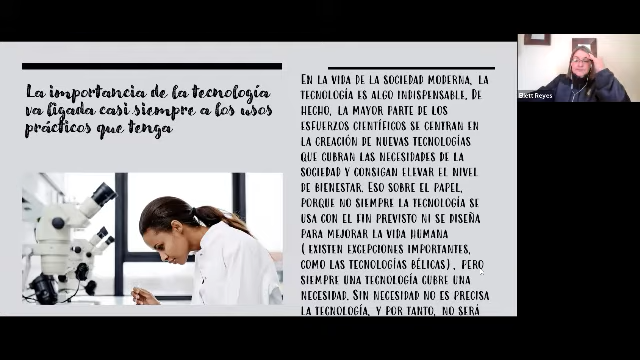 La importancia de la tecnología
va ligada casi siempre a los usos
prácticos que tenga
En la vida de la sociedad moderna, la
tecnología es algo indispensable. De
hecho, la mayor parte de los
esfuerzos científicos se centran en
la creación de nuevas tecnologías
que cubran las necesidades de la
sociedad y consigan elevar el nivel
de bienestar. Eso sobre el papel,
porque no siempre la tecnología se
usa con el fin previsto ni se diseña
para mejorar la vida humana
( existen excepciones importantes,
como las tecnologías bélicas), pero
siempre una tecnología cubre una
necesidad. Sin necesidad no es precisa
la tecnología, y por tanto, no será
Reyes